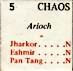 5 CHAOS
Arioch
Jharkor.....N
Eshmir.....N
Pan Tang....N